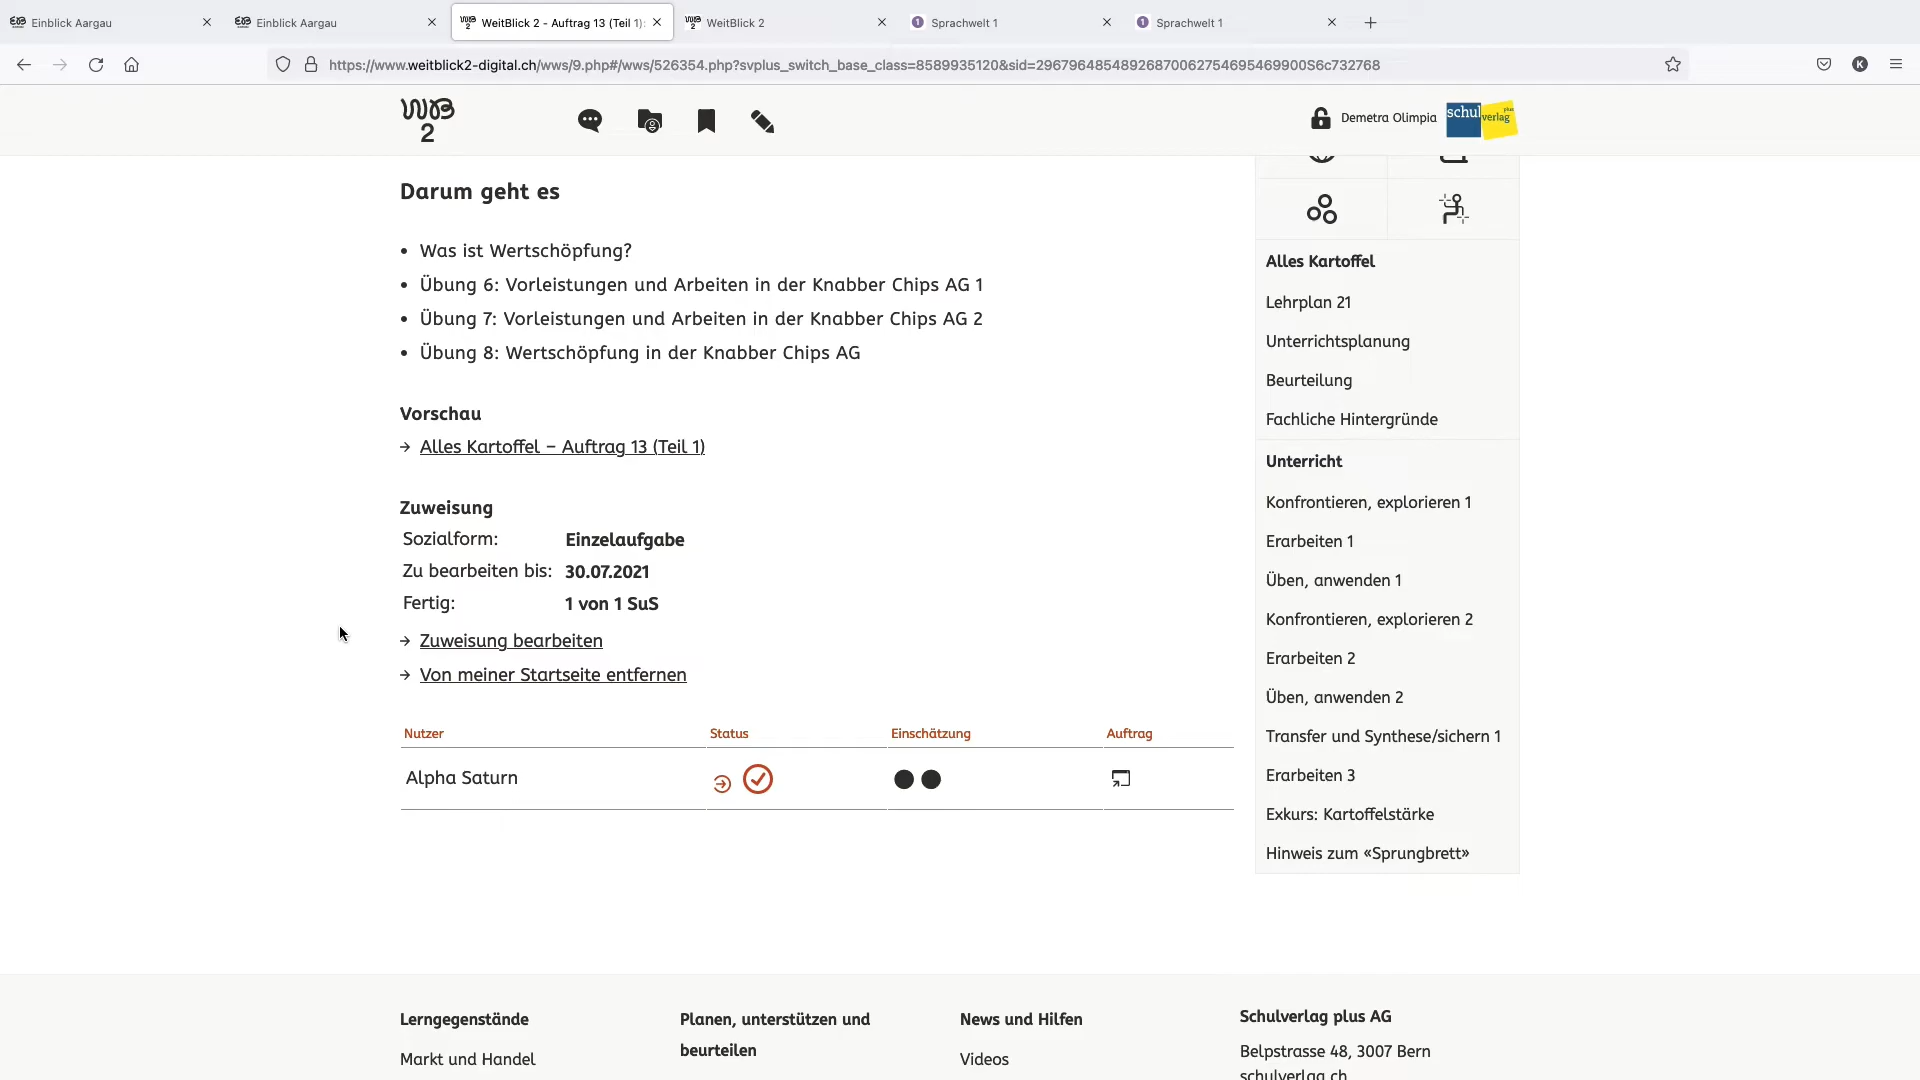 Einblick Aargau
Einblick Aargau
WeitBlick 2 - Auftrag 13 (Teil 1):
WeitBlick 2
1 Sprachwelt 1
1 Sprachwelt 1
https://www.weitblick2-digital.ch/wws/9.php#/wws/526354.php?svplus_switch_base_class=8589935120&sid=29679648548926870062754695469900S6c732768
K
WB
2
Demetra Olimpia
schul
plus
verlag
Darum geht es
• Was ist Wertschöpfung?
• Übung 6: Vorleistungen und Arbeiten in der Knabber Chips AG 1
• Übung 7: Vorleistungen und Arbeiten in der Knabber Chips AG 2
• Übung 8: Wertschöpfung in der Knabber Chips AG
Vorschau
→ Alles Kartoffel – Auftrag 13 (Teil 1)
Zuweisung
Sozialform: Einzelaufgabe
Zu bearbeiten bis: 30.07.2021
Fertig: 1 von 1 SuS
→ Zuweisung bearbeiten
→ Von meiner Startseite entfernen
Nutzer Status Einschätzung Auftrag
Alpha Saturn
Alles Kartoffel
Lehrplan 21
Unterrichtsplanung
Beurteilung
Fachliche Hintergründe
Unterricht
Konfrontieren, explorieren 1
Erarbeiten 1
Üben, anwenden 1
Konfrontieren, explorieren 2
Erarbeiten 2
Üben, anwenden 2
Transfer und Synthese/sichern 1
Erarbeiten 3
Exkurs: Kartoffelstärke
Hinweis zum «Sprungbrett»
Lerngegenstände
Markt und Handel
Planen, unterstützen und
beurteilen
News und Hilfen
Videos
Schulverlag plus AG
Belpstrasse 48, 3007 Bern
schulverlag.ch